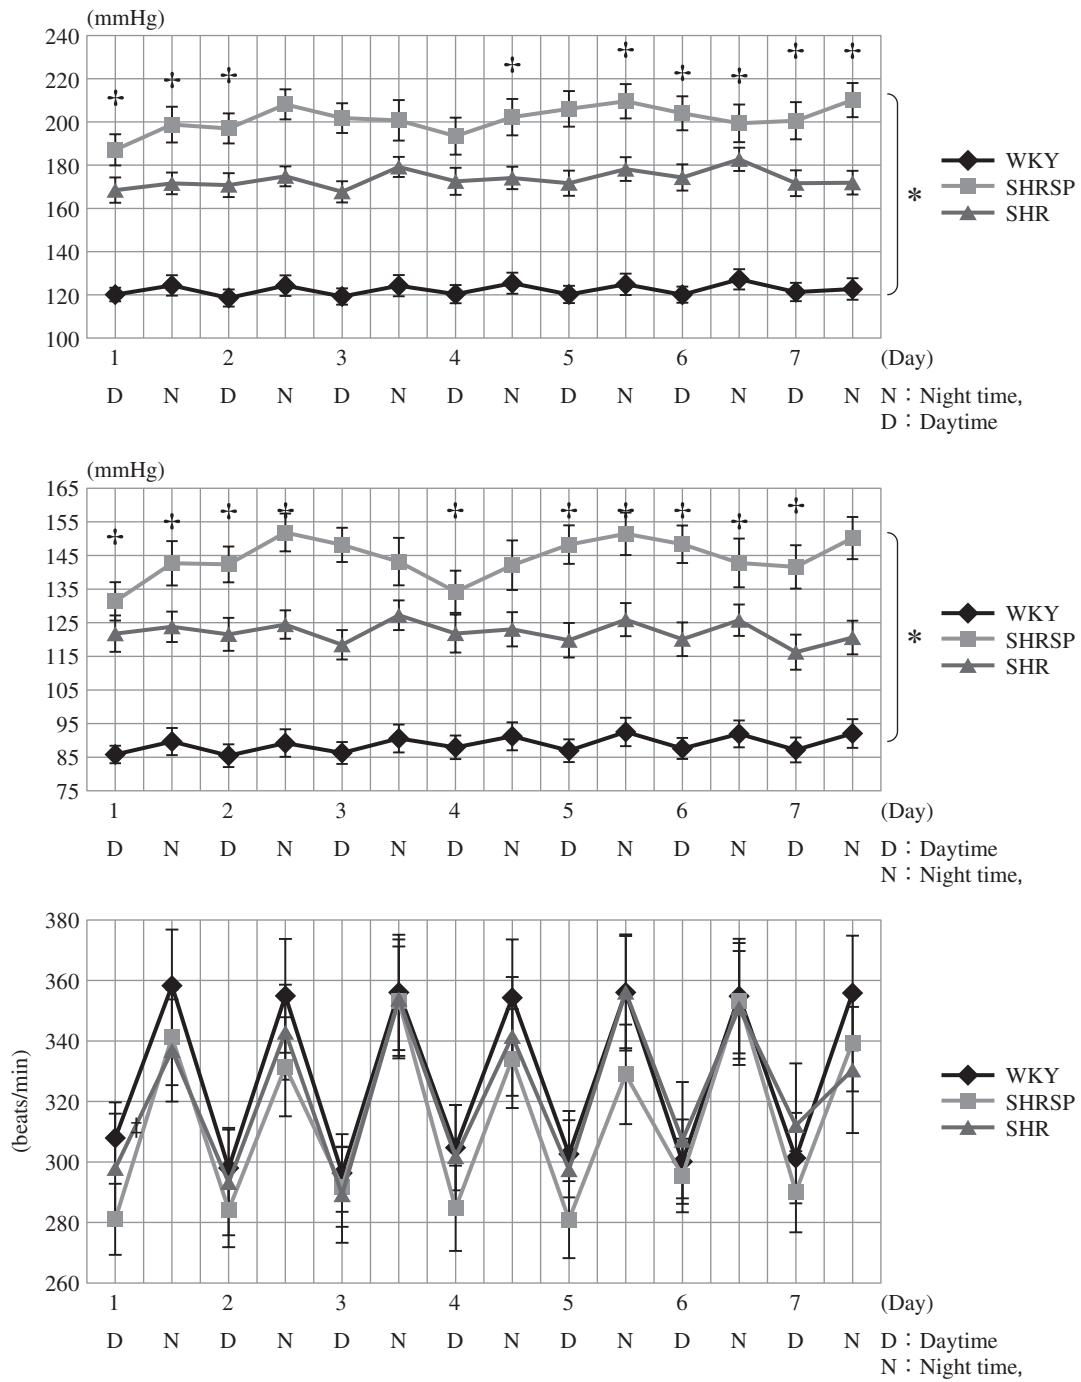 (mmHg)
240
220
200
180
160
140
120
100
‡ ‡ ‡ ‡ ‡ ‡ ‡ ‡ ‡
*
WKY
SHRSP
SHR
1 2 3 4 5 6 7 (Day)
D N D N D N D N D N D N D N N : Night time,
D : Daytime
(mmHg)
165
155
145
135
125
115
105
95
85
75
‡ ‡ ‡ ‡ ‡ ‡ ‡ ‡ ‡ ‡
*
WKY
SHRSP
SHR
1 2 3 4 5 6 7 (Day)
D N D N D N D N D N D N D N D : Daytime
N : Night time,
(beats/min)
380
360
340
320
300
280
260
‡
WKY
SHRSP
SHR
1 2 3 4 5 6 7 (Day)
D N D N D N D N D N D N D N D : Daytime
N : Night time,